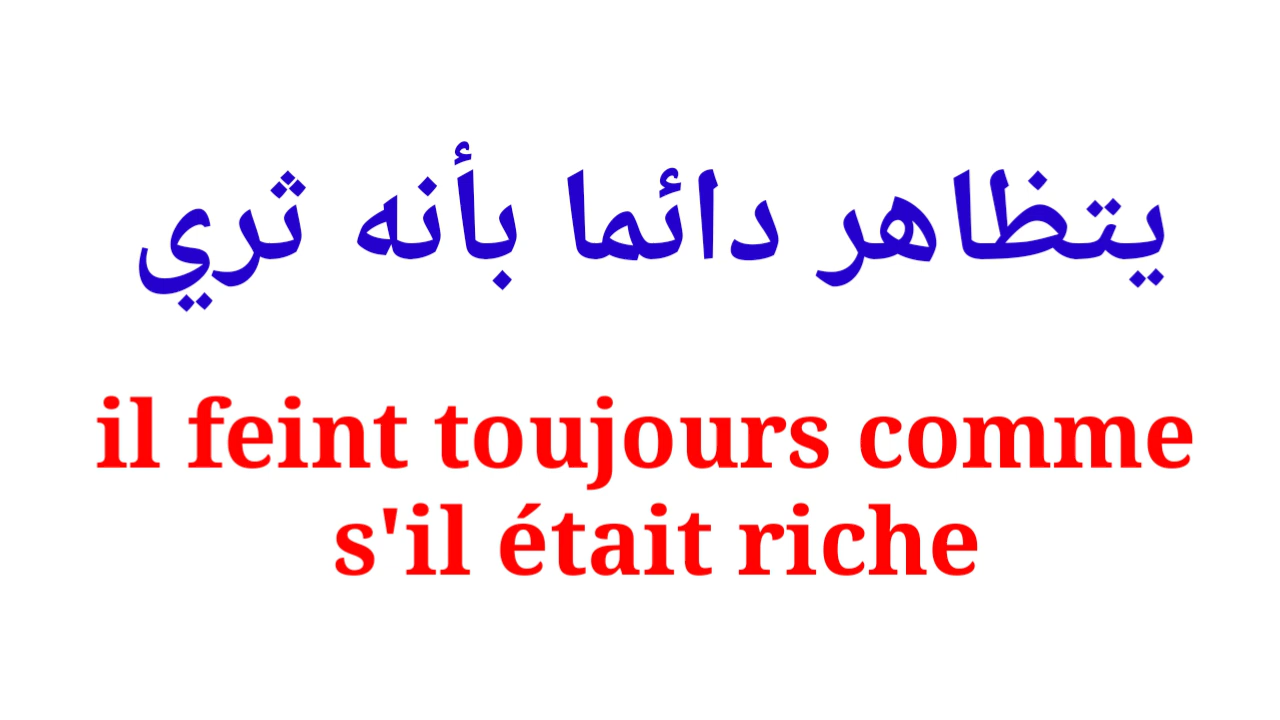 يتظاهر دائما بأنه ثري
il feint toujours comme
s'il était riche